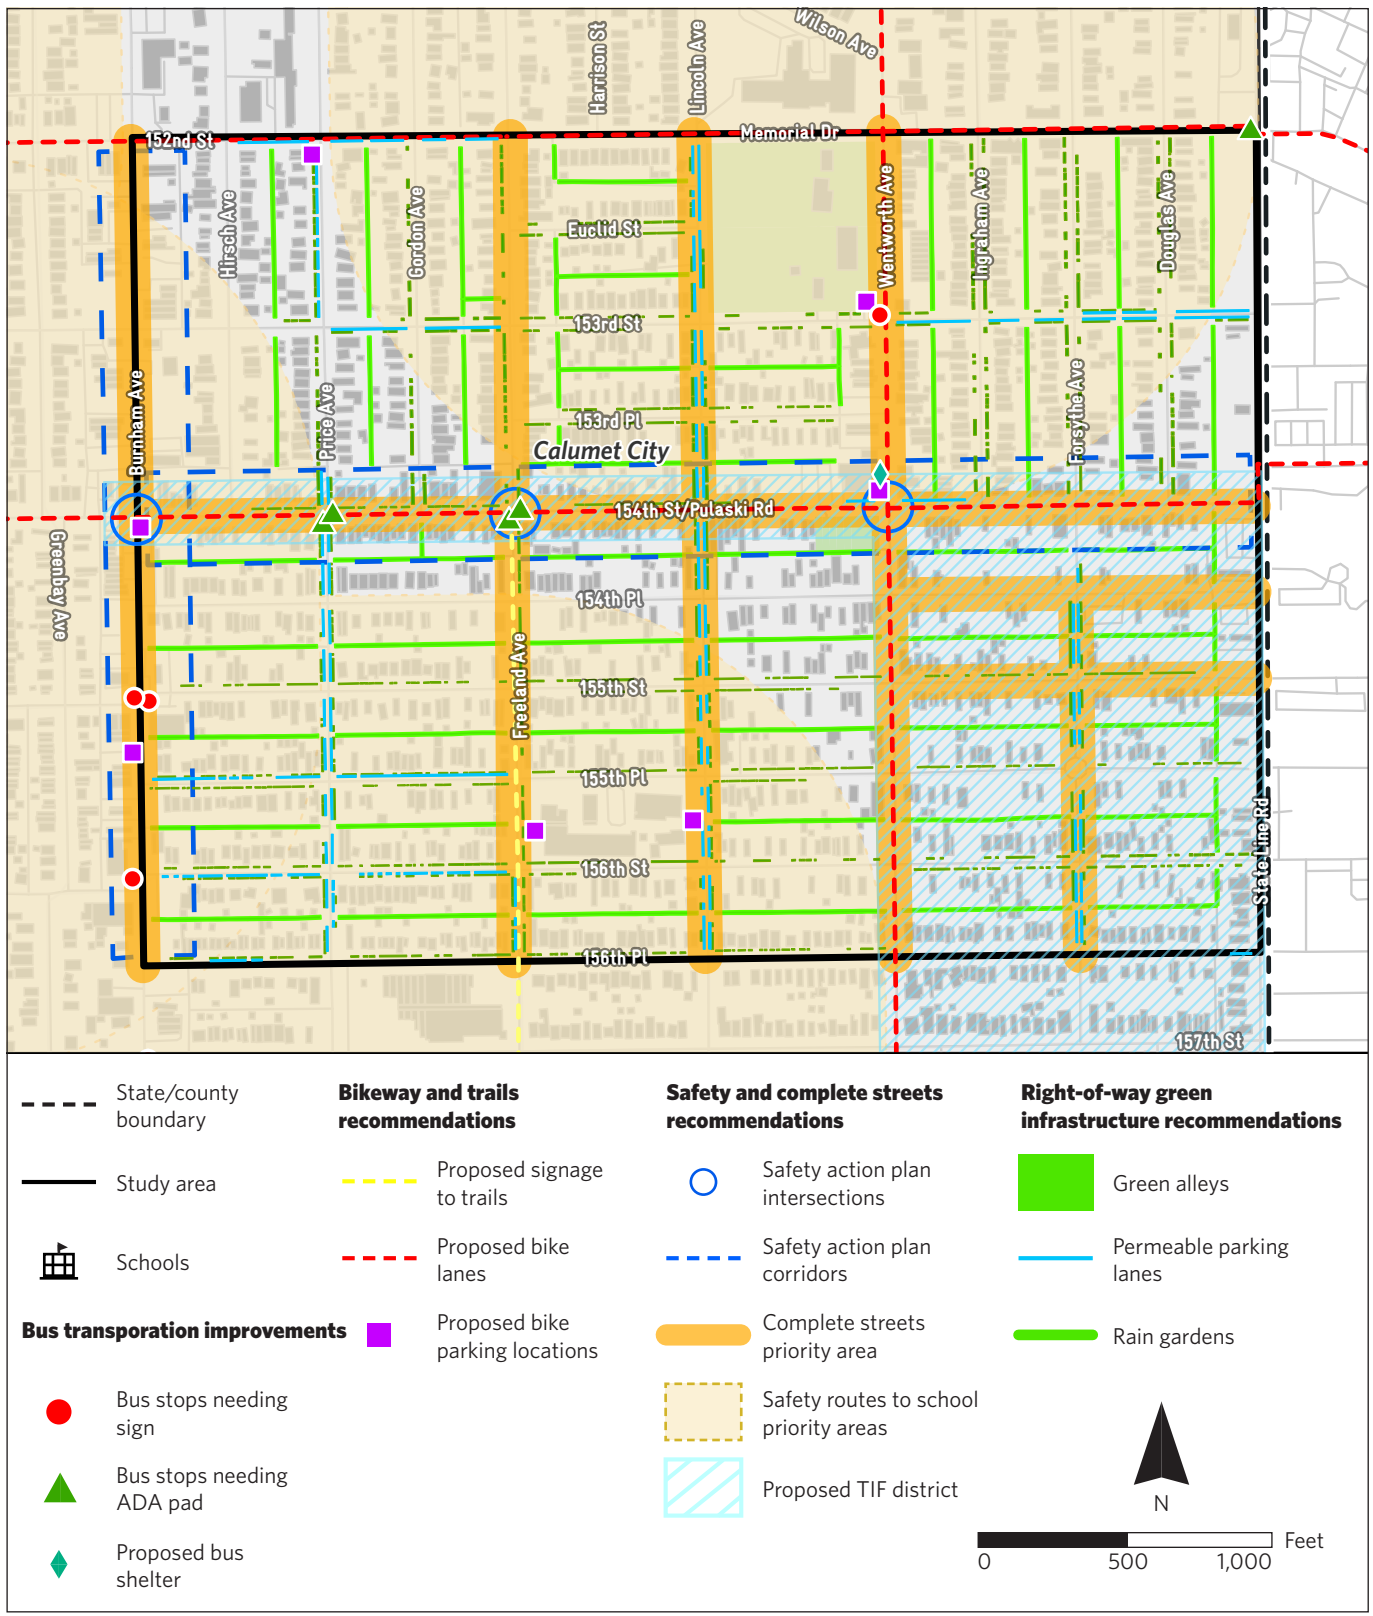 Wilson Ave
Harrison St
Lincoln Ave
152nd St
Memorial Dr
Hirsch Ave
Gordon Ave
Wentworth Ave
Ingraham Ave
Douglas Ave
Euclid St
153rd St
Burnham Ave
Price Ave
Forsythe Ave
153rd Pl
Calumet City
154th St/Pulaski Rd
Greenbay Ave
154th Pl
Freeland Ave
155th St
155th Pl
State Line Rd
156th St
156th Pl
157th St
State/county
boundary
Study area
Schools
Bus transporation improvements
Bus stops needing
sign
Bus stops needing
ADA pad
Proposed bus
shelter
Bikeway and trails
recommendations
Proposed signage
to trails
Proposed bike
lanes
Proposed bike
parking locations
Safety and complete streets
recommendations
Safety action plan
intersections
Safety action plan
corridors
Complete streets
priority area
Safety routes to school
priority areas
Proposed TIF district
Right-of-way green
infrastructure recommendations
Green alleys
Permeable parking
lanes
Rain gardens
N
Feet
0 500 1,000